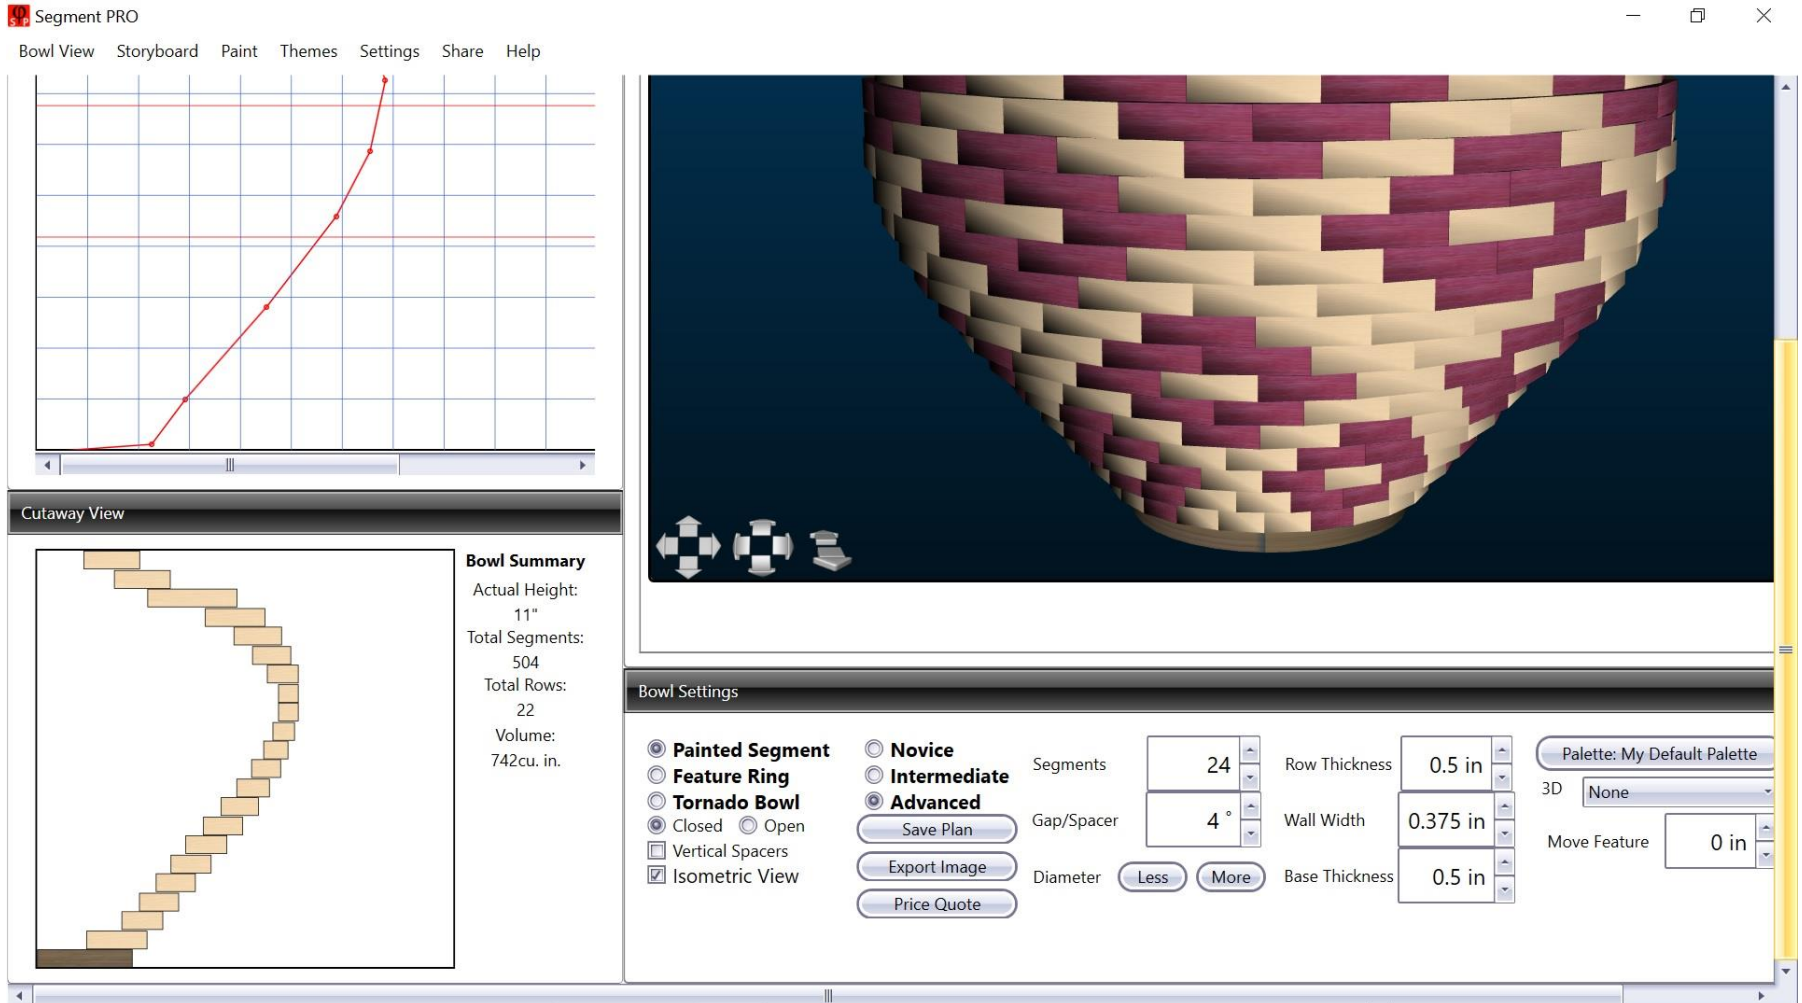 Segment PRO
Bowl View Storyboard Paint Themes Settings Share Help
Cutaway View
Bowl Summary
Actual Height:
11"
Total Segments:
504
Total Rows:
22
Volume:
742cu. in.
Bowl Settings
Painted Segment
Feature Ring
Tornado Bowl
Closed Open
Vertical Spacers
Isometric View
Novice
Intermediate
Advanced
Save Plan
Export Image
Price Quote
Segments 24
Gap/Spacer 4 °
Diameter Less More
Row Thickness 0.5 in
Wall Width 0.375 in
Base Thickness 0.5 in
Palette: My Default Palette
3D None
Move Feature 0 in